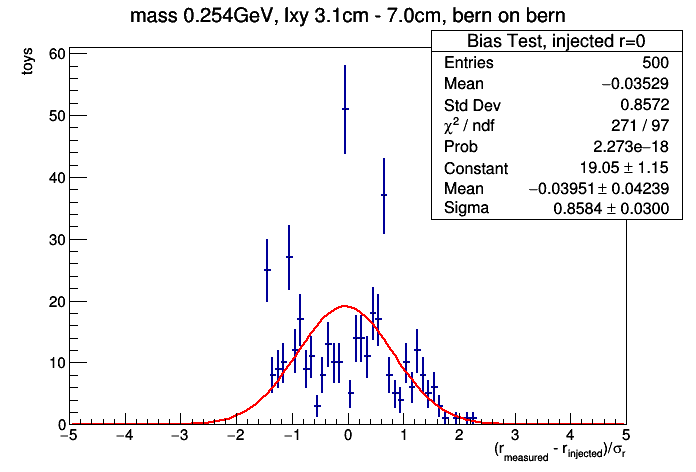 mass 0.254GeV, lxy 3.1cm - 7.0cm, bern on bern
Bias Test, injected r=0
Entries 500
Mean −0.03529
Std Dev 0.8572
χ² / ndf 271 / 97
Prob 2.273e−18
Constant 19.05 ± 1.15
Mean −0.03951 ± 0.04239
Sigma 0.8584 ± 0.0300
toys
60
50
40
30
20
10
0
−5 −4 −3 −2 −1 0 1 2 3 4 5
(r_measured - r_injected)/σ_r